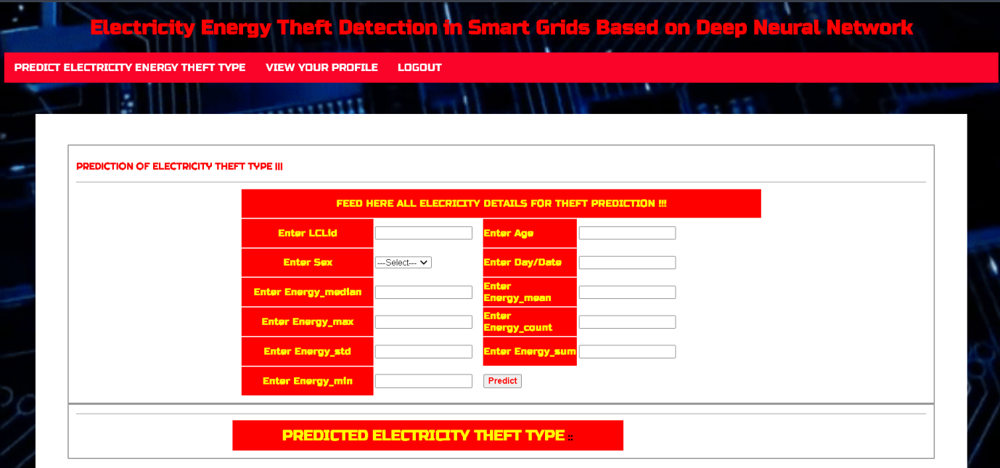 Electricity Energy Theft Detection in Smart Grids Based on Deep Neural Network
PREDICT ELECTRICITY ENERGY THEFT TYPE VIEW YOUR PROFILE LOGOUT
PREDICTION OF ELECTRICITY THEFT TYPE !!!
FEED HERE ALL ELECRICITY DETAILS FOR THEFT PREDICTION !!!
Enter LCLid Enter Age
Enter Sex ---Select--- Enter Day/Date
Enter Energy_median Enter
Energy_mean
Enter Energy_max Enter
Energy_count
Enter Energy_std Enter Energy_sum
Enter Energy_min Predict
PREDICTED ELECTRICITY THEFT TYPE ::